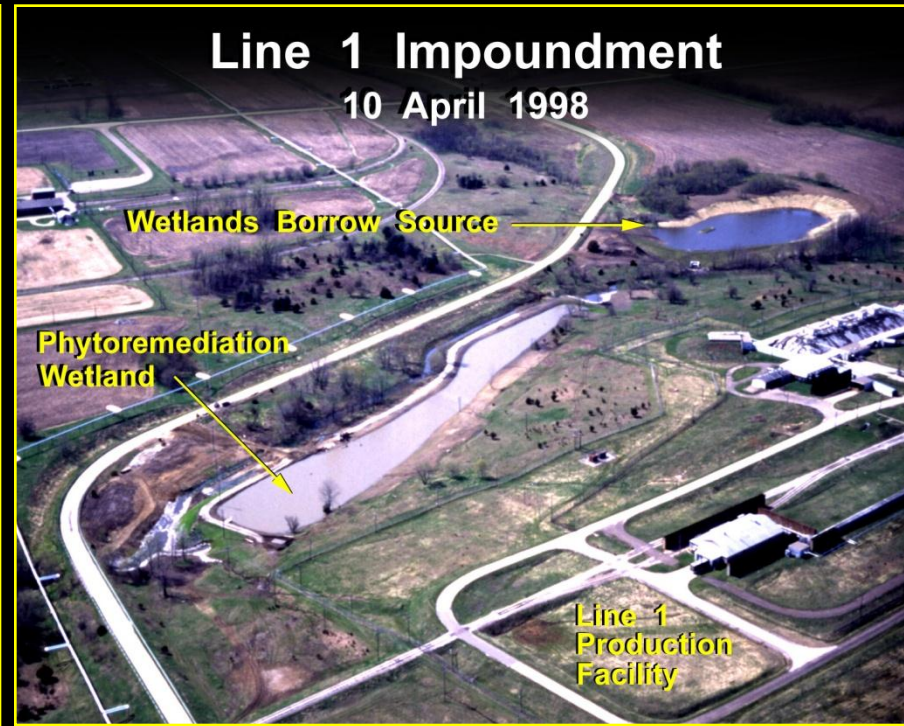 Line 1 Impoundment
10 April 1998
Wetlands Borrow Source
Phytoremediation
Wetland
Line 1
Production
Facility